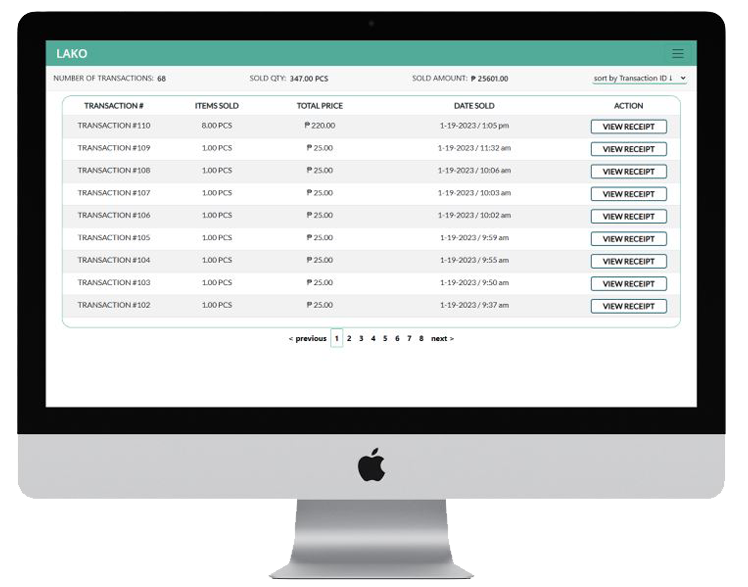 LAKO
NUMBER OF TRANSACTIONS: 68 SOLD QTY: 347.00 PCS SOLD AMOUNT: ₱ 25601.00 sort by Transaction ID ↓
TRANSACTION # ITEMS SOLD TOTAL PRICE DATE SOLD ACTION
TRANSACTION #110 8.00 PCS ₱ 220.00 1-19-2023 / 1:05 pm VIEW RECEIPT
TRANSACTION #109 1.00 PCS ₱ 25.00 1-19-2023 / 11:32 am VIEW RECEIPT
TRANSACTION #108 1.00 PCS ₱ 25.00 1-19-2023 / 10:06 am VIEW RECEIPT
TRANSACTION #107 1.00 PCS ₱ 25.00 1-19-2023 / 10:03 am VIEW RECEIPT
TRANSACTION #106 1.00 PCS ₱ 25.00 1-19-2023 / 10:02 am VIEW RECEIPT
TRANSACTION #105 1.00 PCS ₱ 25.00 1-19-2023 / 9:59 am VIEW RECEIPT
TRANSACTION #104 1.00 PCS ₱ 25.00 1-19-2023 / 9:55 am VIEW RECEIPT
TRANSACTION #103 1.00 PCS ₱ 25.00 1-19-2023 / 9:50 am VIEW RECEIPT
TRANSACTION #102 1.00 PCS ₱ 25.00 1-19-2023 / 9:37 am VIEW RECEIPT
< previous 1 2 3 4 5 6 7 8 next >